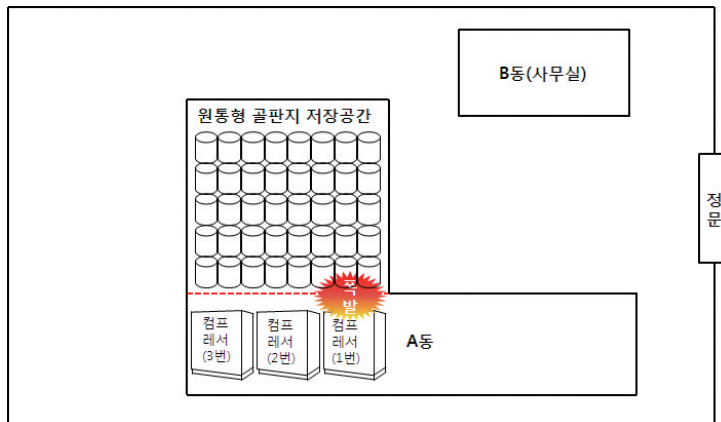 B동(사무실)
원통형 골판지 저장공간
정
문
폭
발
컴프
레서
(3번)
컴프
레서
(2번)
컴프
레서
(1번)
A동